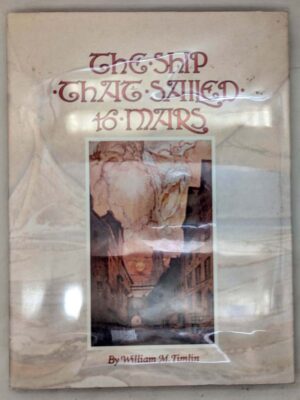 THE·SHIP
·THAT·SAILED·
to·MARS
By William M. Timlin